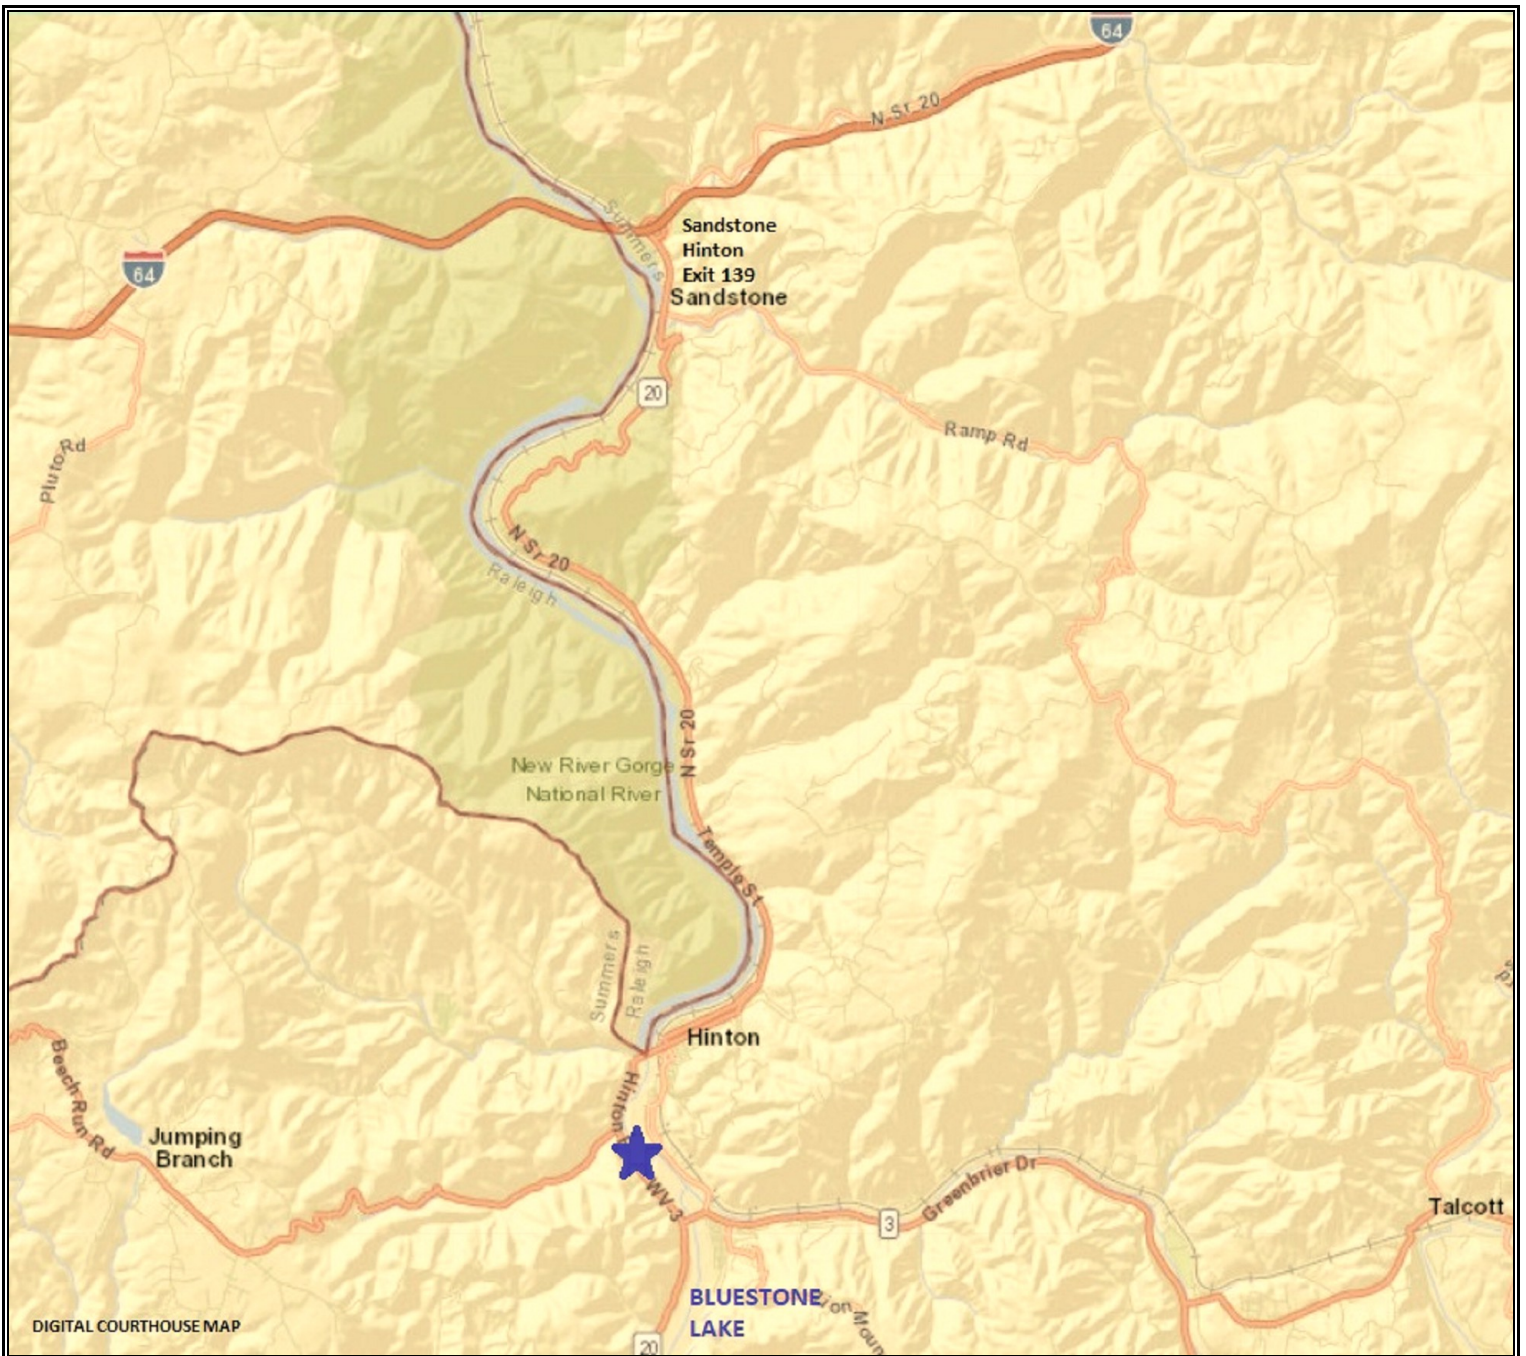 64
N Sr 20
Summers
Sandstone
Hinton
Exit 139
Sandstone
64
20
Pluto Rd
Ramp Rd
N Sr 20
Raleigh
N Sr 20
New River Gorge
National River
Temple St
Summers
Raleigh
Hinton
Beech Run Rd
Hinton
Jumping
Branch
WV-3
3
Greenbrier Dr
Talcott
BLUESTONE
LAKE
20
DIGITAL COURTHOUSE MAP